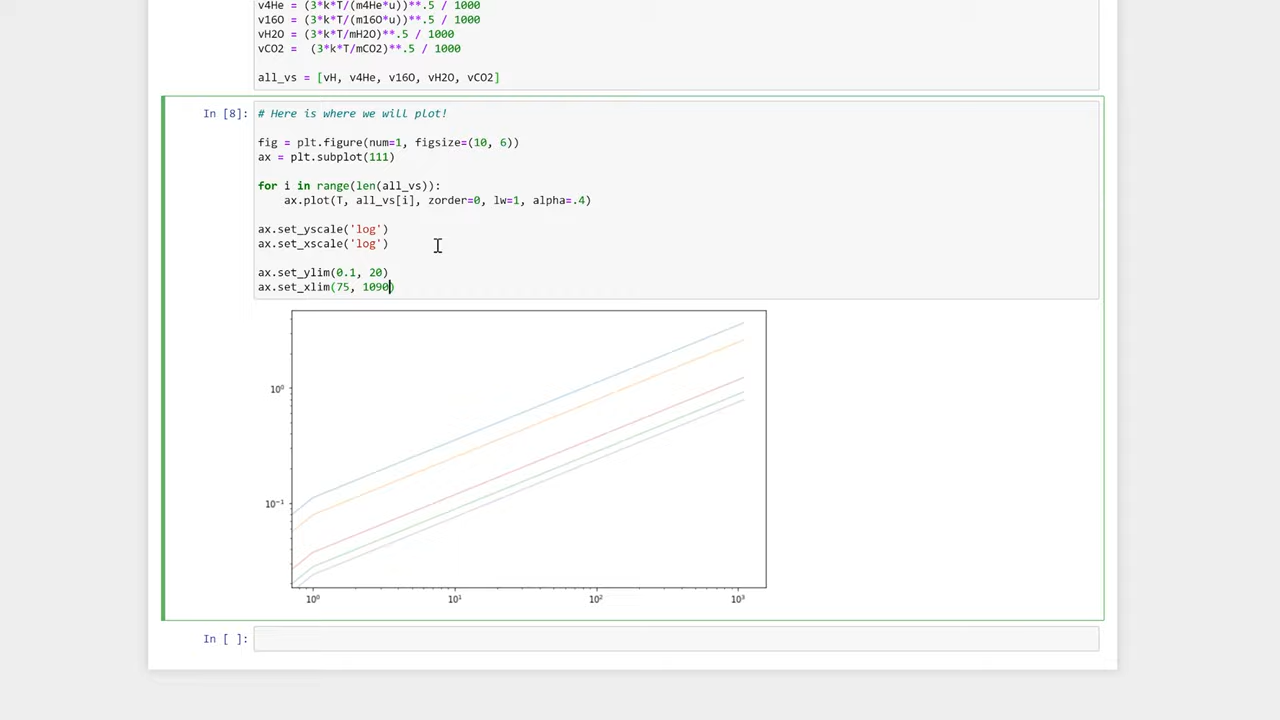 v4He = (3*k*T/(m4He*u))**.5 / 1000
v16O = (3*k*T/(m16O*u))**.5 / 1000
vH2O = (3*k*T/mH2O)**.5 / 1000
vCO2 =  (3*k*T/mCO2)**.5 / 1000
all_vs = [vH, v4He, v16O, vH2O, vCO2]
In [8]:
# Here is where we will plot!
fig = plt.figure(num=1, figsize=(10, 6))
ax = plt.subplot(111)
for i in range(len(all_vs)):
    ax.plot(T, all_vs[i], zorder=0, lw=1, alpha=.4)
ax.set_yscale('log')
ax.set_xscale('log')
ax.set_ylim(0.1, 20)
ax.set_xlim(75, 1090)
10⁰
10⁻¹
10⁰ 10¹ 10² 10³
In [ ]: